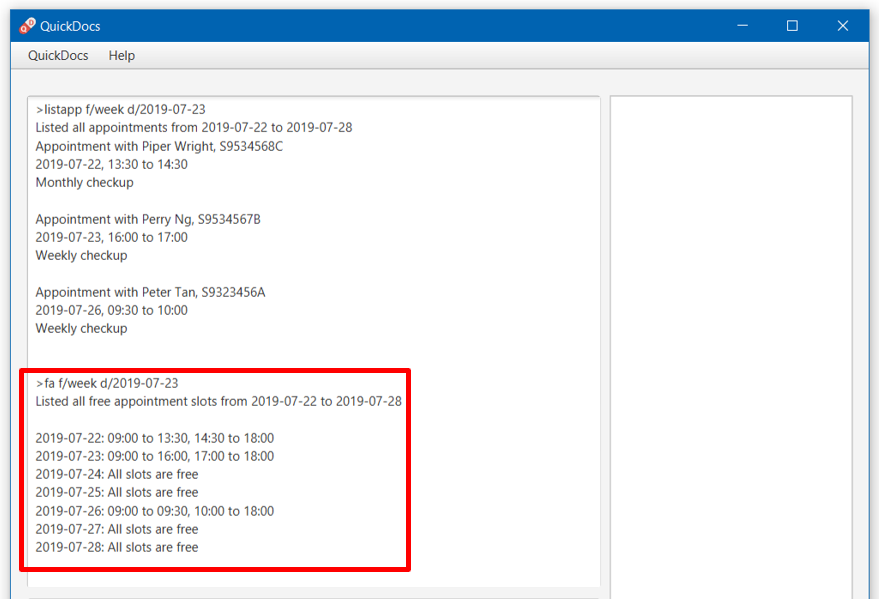 QuickDocs
QuickDocs Help
>listapp f/week d/2019-07-23
Listed all appointments from 2019-07-22 to 2019-07-28
Appointment with Piper Wright, S9534568C
2019-07-22, 13:30 to 14:30
Monthly checkup
Appointment with Perry Ng, S9534567B
2019-07-23, 16:00 to 17:00
Weekly checkup
Appointment with Peter Tan, S9323456A
2019-07-26, 09:30 to 10:00
Weekly checkup
>fa f/week d/2019-07-23
Listed all free appointment slots from 2019-07-22 to 2019-07-28
2019-07-22: 09:00 to 13:30, 14:30 to 18:00
2019-07-23: 09:00 to 16:00, 17:00 to 18:00
2019-07-24: All slots are free
2019-07-25: All slots are free
2019-07-26: 09:00 to 09:30, 10:00 to 18:00
2019-07-27: All slots are free
2019-07-28: All slots are free